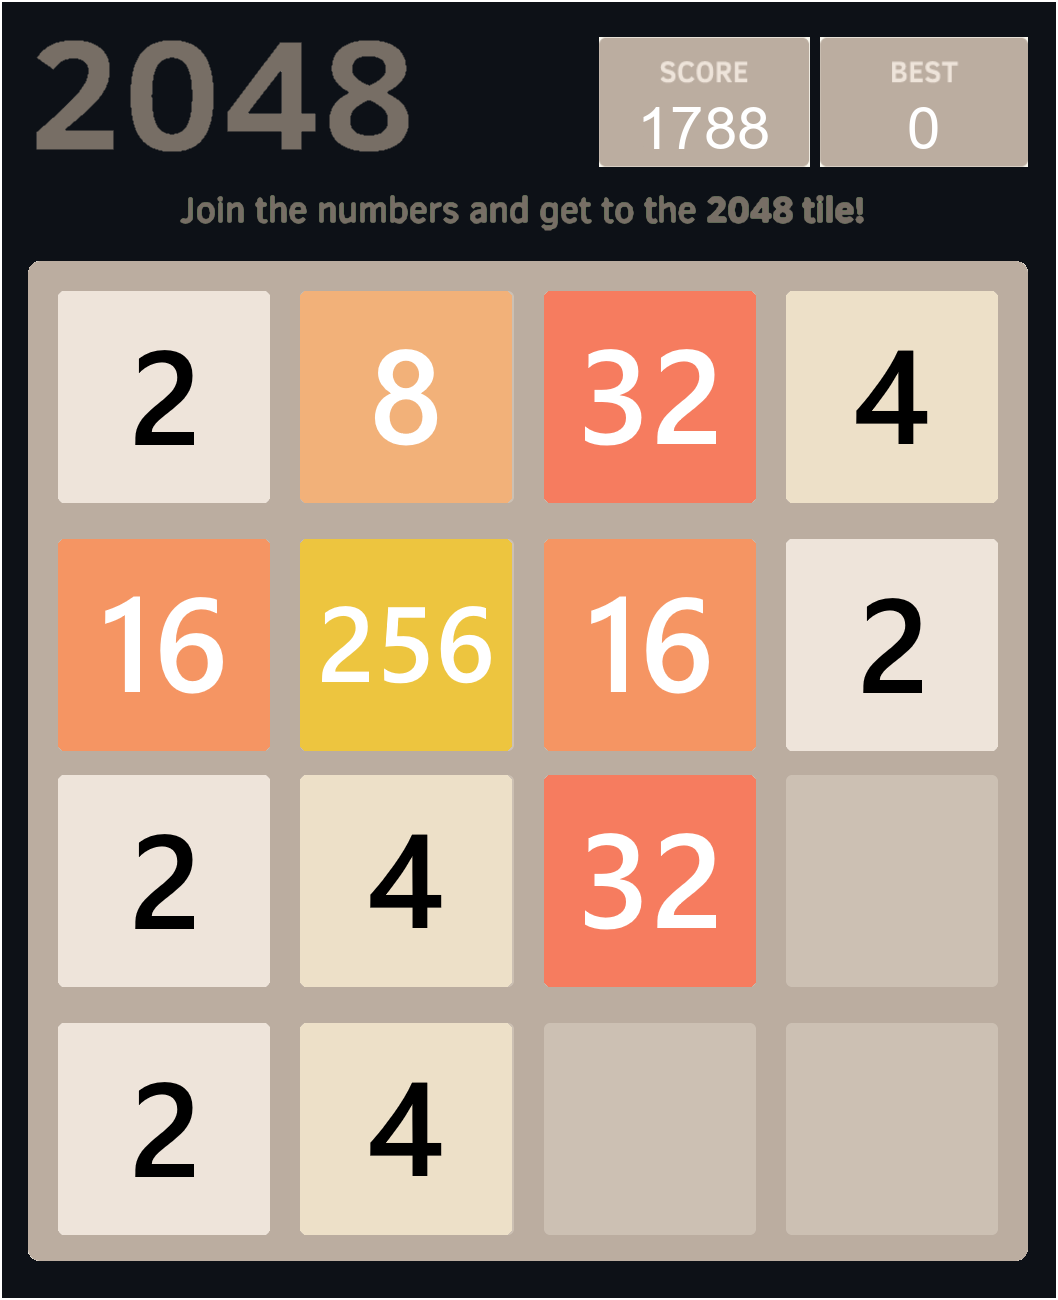 2048
SCORE BEST
1788 0
Join the numbers and get to the 2048 tile!
2 8 32 4
16 256 16 2
2 4 32
2 4